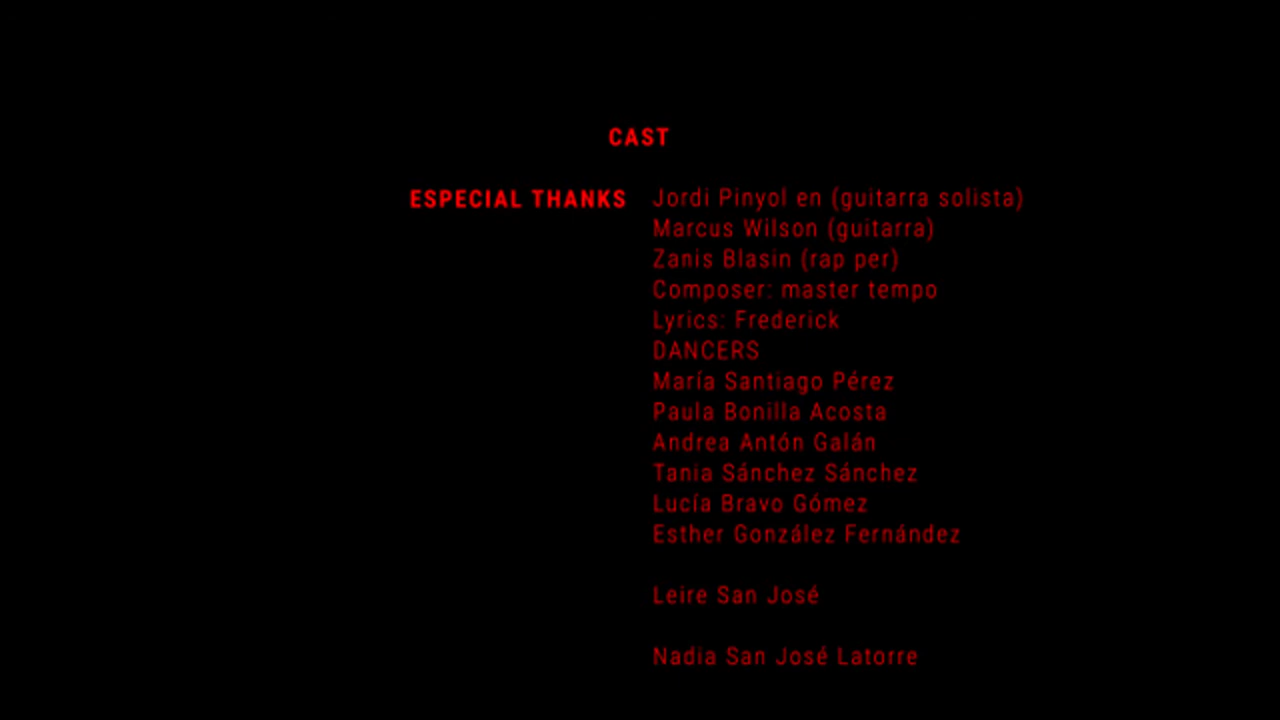 CAST
ESPECIAL THANKS Jordi Pinyol en (guitarra solista)
Marcus Wilson (guitarra)
Zanis Blasin (rap per)
Composer: master tempo
Lyrics: Frederick
DANCERS
María Santiago Pérez
Paula Bonilla Acosta
Andrea Antón Galán
Tania Sánchez Sánchez
Lucía Bravo Gómez
Esther González Fernández
Leire San José
Nadia San José Latorre